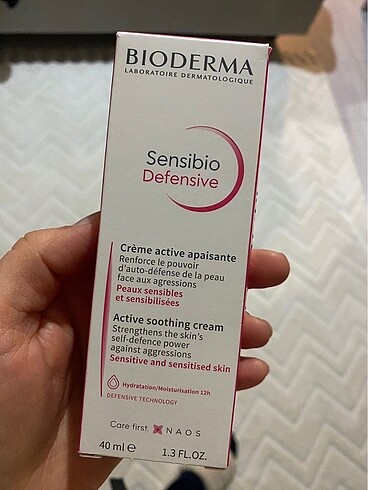 BIODERMA
LABORATOIRE DERMATOLOGIQUE
Sensibio
Defensive
Crème active apaisante
Renforce le pouvoir
d'auto-défense de la peau
face aux agressions
Peaux sensibles
et sensibilisées
Active soothing cream
Strengthens the skin's
self-defence power
against aggressions
Sensitive and sensitised skin
Hydratation/Moisturisation 12h
DEFENSIVE TECHNOLOGY
Care first. NAOS
40 ml ℮ 1.3 FL.OZ.